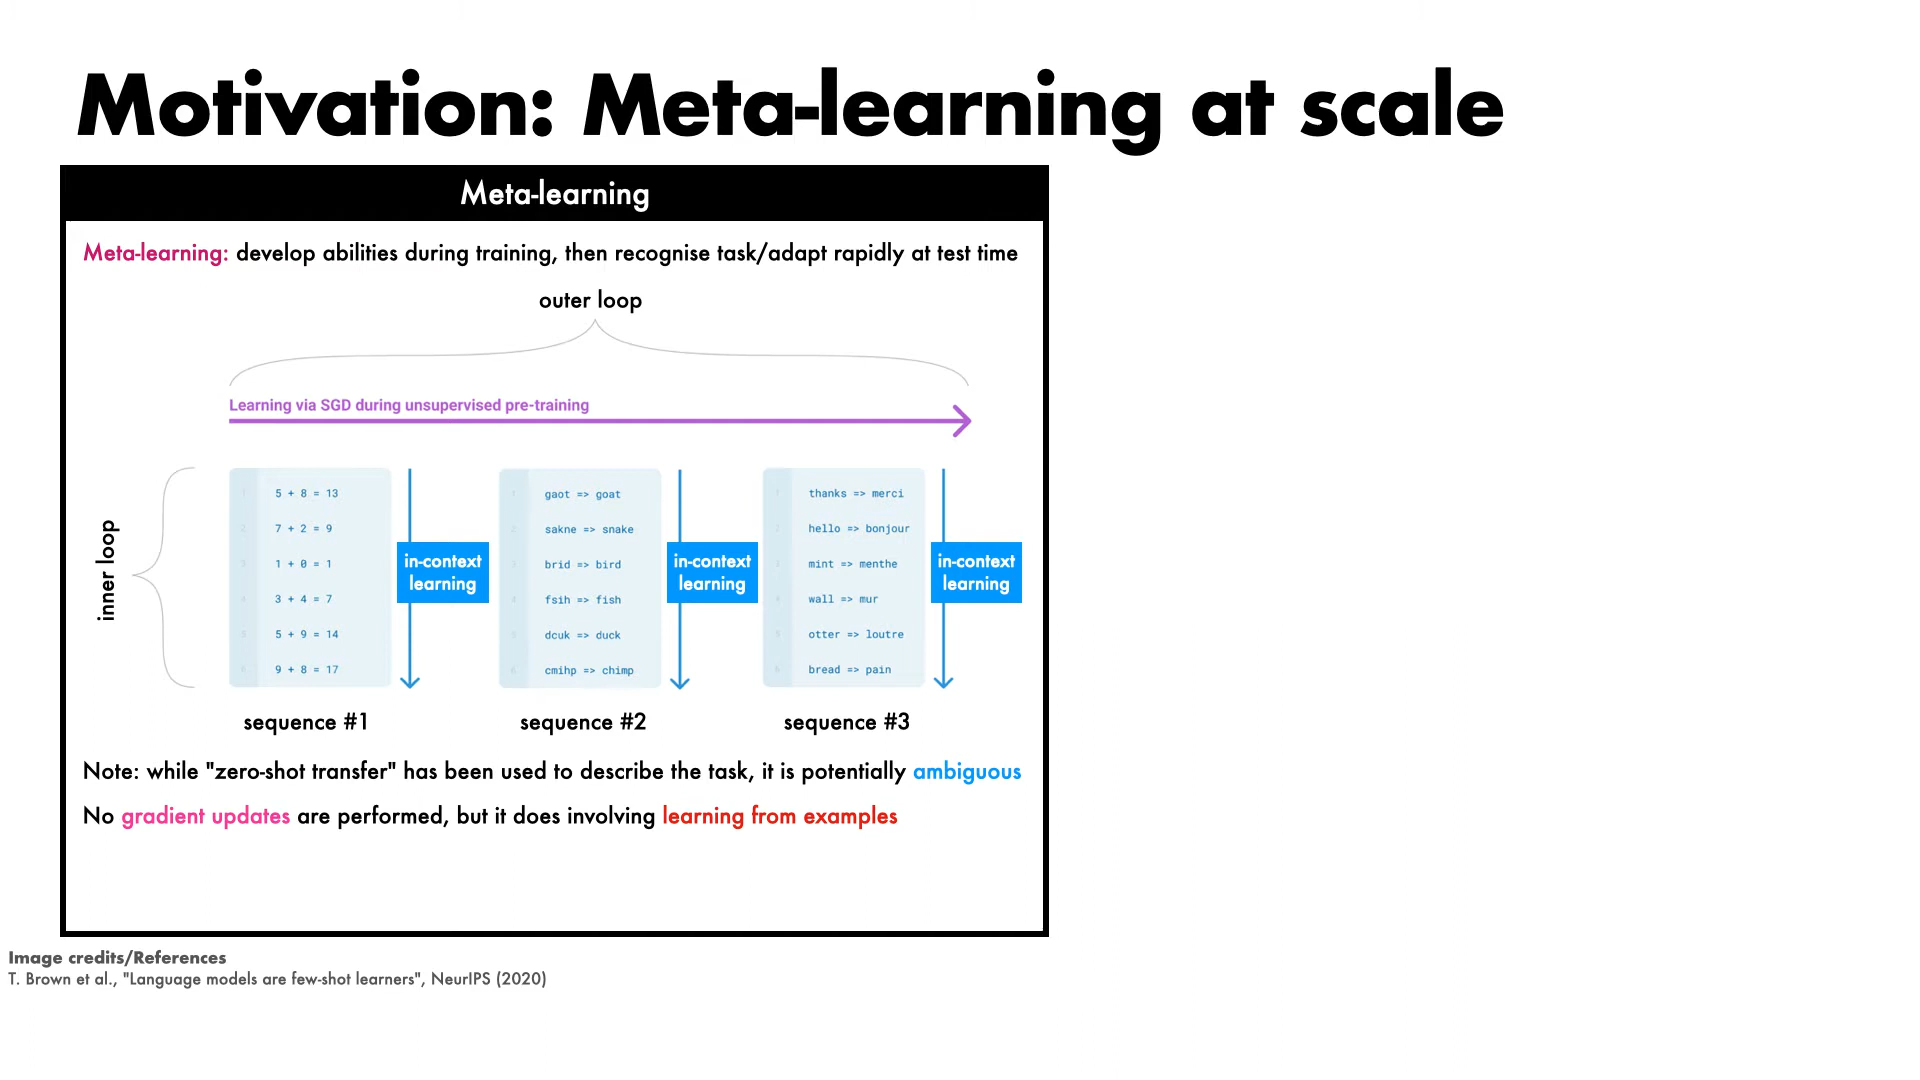 Motivation: Meta-learning at scale
Meta-learning
Meta-learning: develop abilities during training, then recognise task/adapt rapidly at test time
outer loop
Learning via SGD during unsupervised pre-training
inner loop
5 + 8 = 13
7 + 2 = 9
1 + 0 = 1
3 + 4 = 7
5 + 9 = 14
9 + 8 = 17
in-context
learning
sequence #1
gaot => goat
sakne => snake
brid => bird
fsih => fish
dcuk => duck
cmihp => chimp
in-context
learning
sequence #2
thanks => merci
hello => bonjour
mint => menthe
wall => mur
otter => loutre
bread => pain
in-context
learning
sequence #3
Note: while "zero-shot transfer" has been used to describe the task, it is potentially ambiguous
No gradient updates are performed, but it does involving learning from examples
Image credits/References
T. Brown et al., "Language models are few-shot learners", NeurIPS (2020)